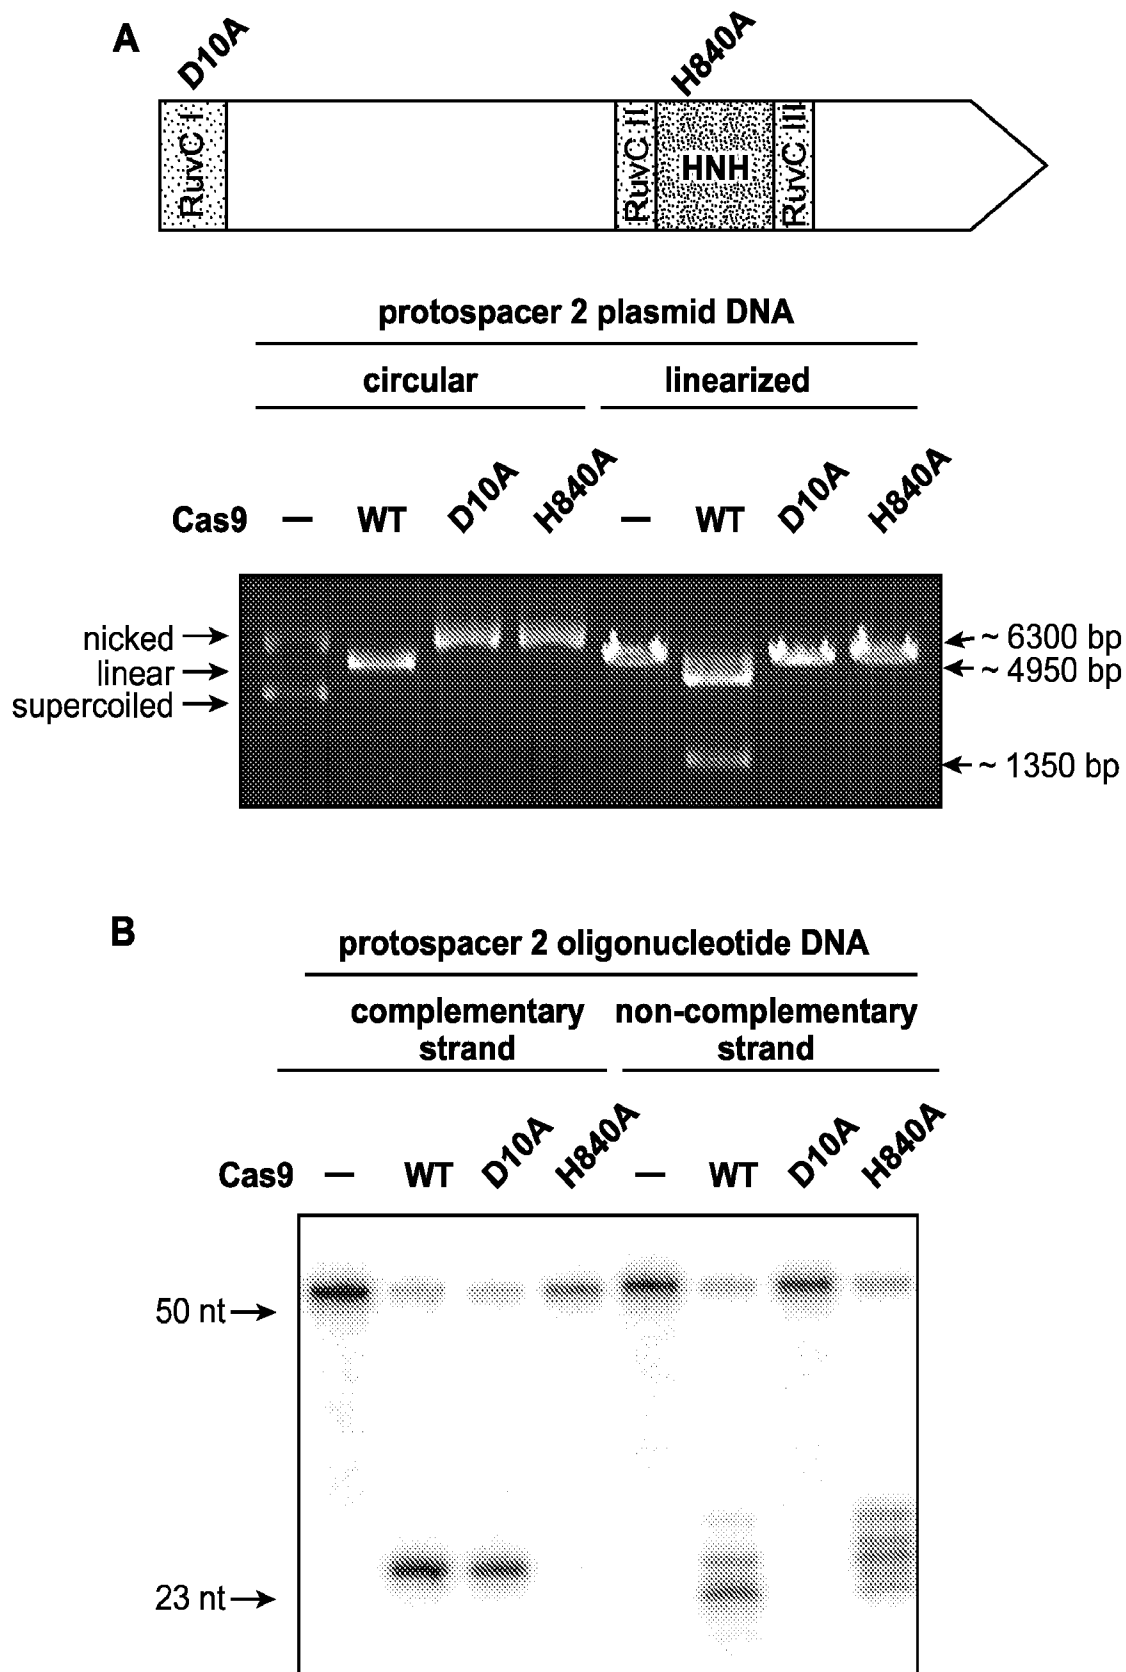 A
D10A
H840A
RuvC I
RuvC II
HNH
RuvC III
protospacer 2 plasmid DNA
circular
linearized
Cas9 — WT D10A H840A — WT D10A H840A
nicked
linear
supercoiled
~ 6300 bp
~ 4950 bp
~ 1350 bp
B
protospacer 2 oligonucleotide DNA
complementary strand
non-complementary strand
Cas9 — WT D10A H840A — WT D10A H840A
50 nt
23 nt